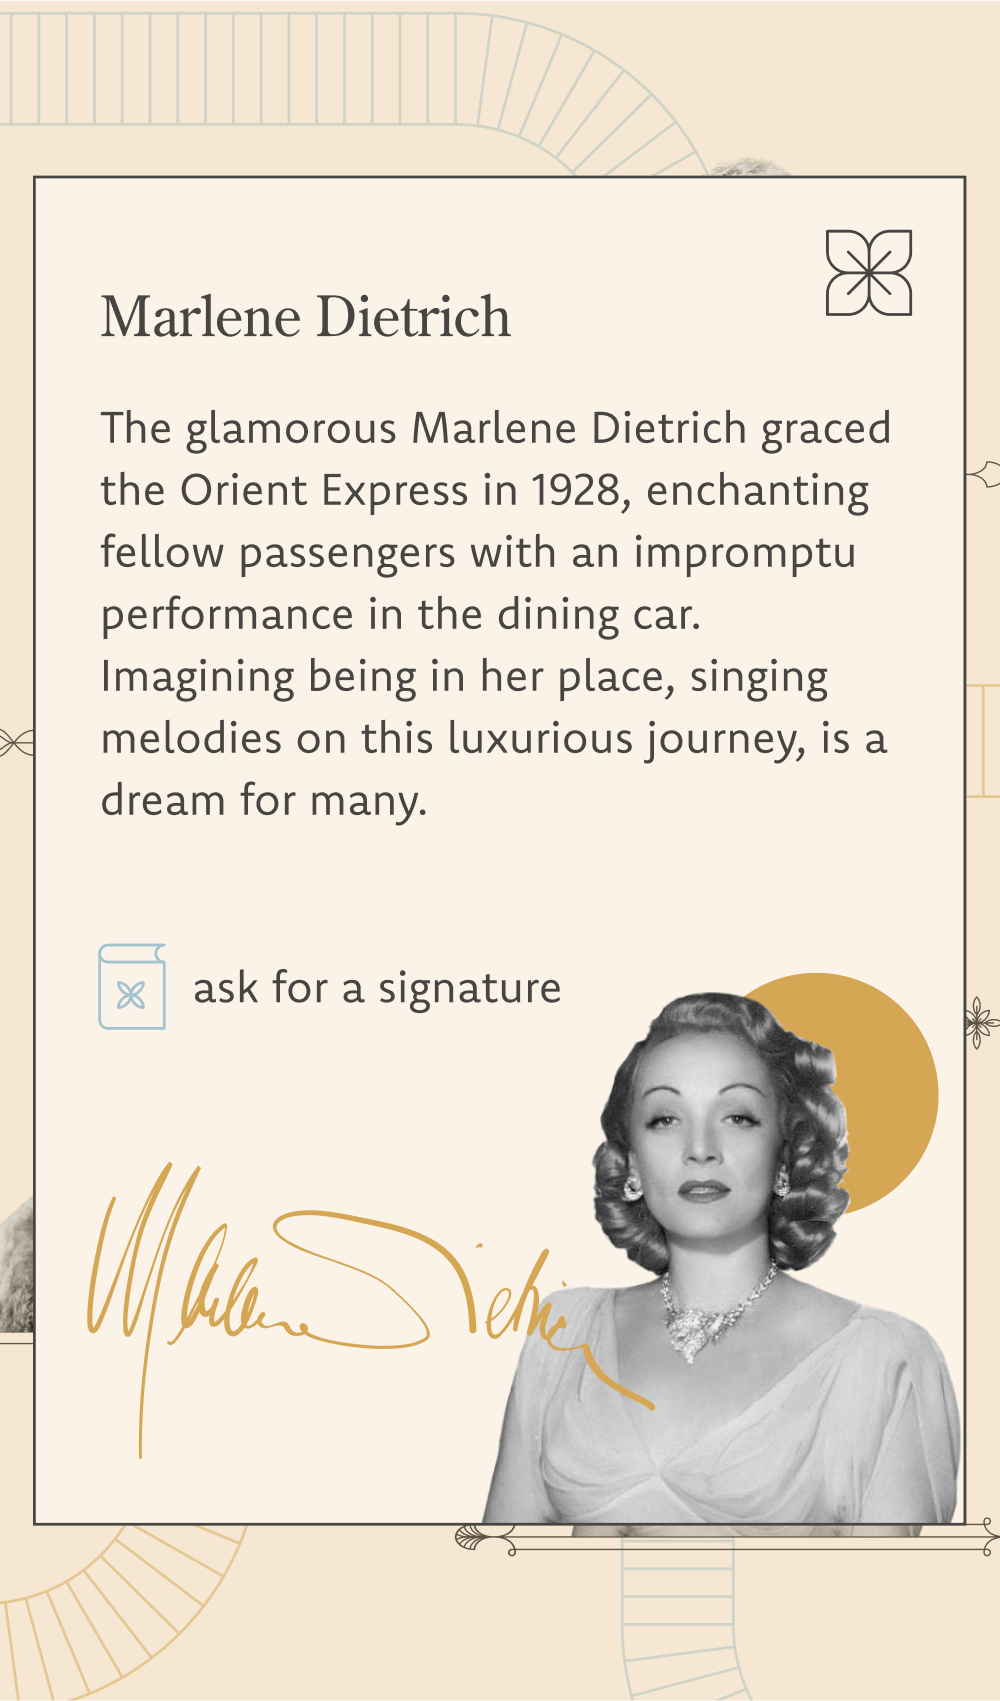 Marlene Dietrich
The glamorous Marlene Dietrich graced
the Orient Express in 1928, enchanting
fellow passengers with an impromptu
performance in the dining car.
Imagining being in her place, singing
melodies on this luxurious journey, is a
dream for many.
ask for a signature
Marlene Dietrich